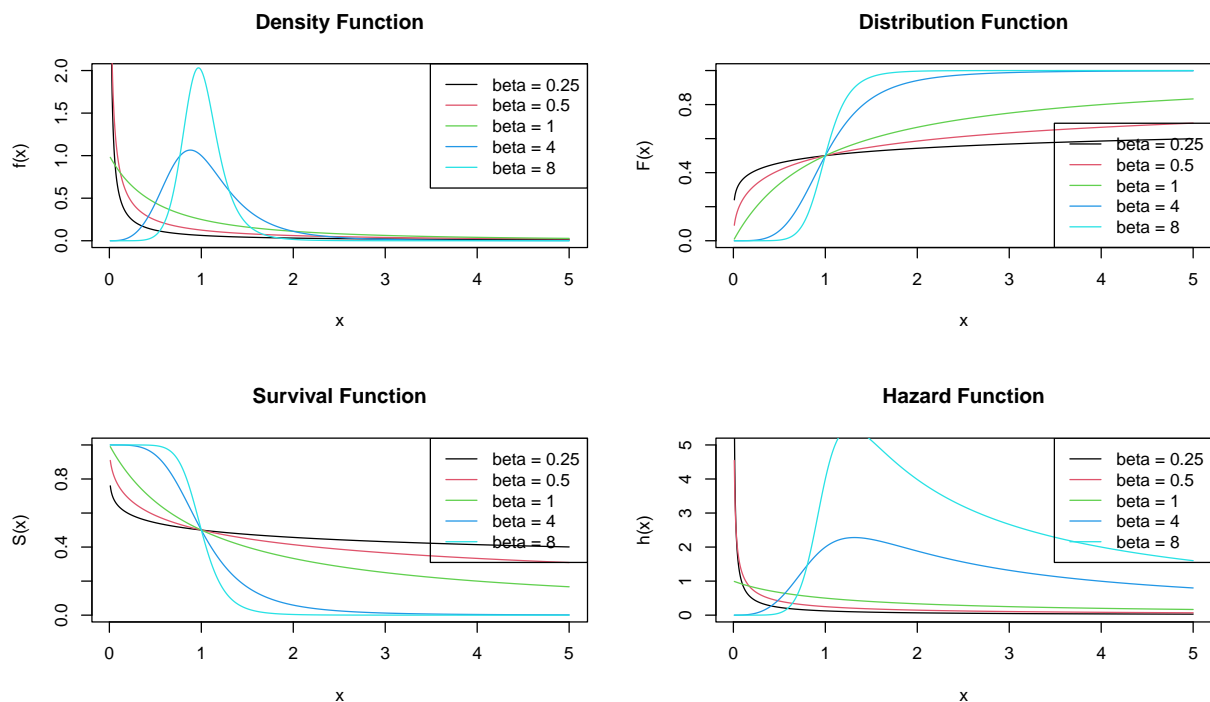 Density Function
f(x)
0.0 0.5 1.0 1.5 2.0
beta = 0.25
beta = 0.5
beta = 1
beta = 4
beta = 8
0 1 2 3 4 5
x
Distribution Function
F(x)
0.0 0.4 0.8
beta = 0.25
beta = 0.5
beta = 1
beta = 4
beta = 8
0 1 2 3 4 5
x
Survival Function
S(x)
0.0 0.4 0.8
beta = 0.25
beta = 0.5
beta = 1
beta = 4
beta = 8
0 1 2 3 4 5
x
Hazard Function
h(x)
0 1 2 3 4 5
beta = 0.25
beta = 0.5
beta = 1
beta = 4
beta = 8
0 1 2 3 4 5
x